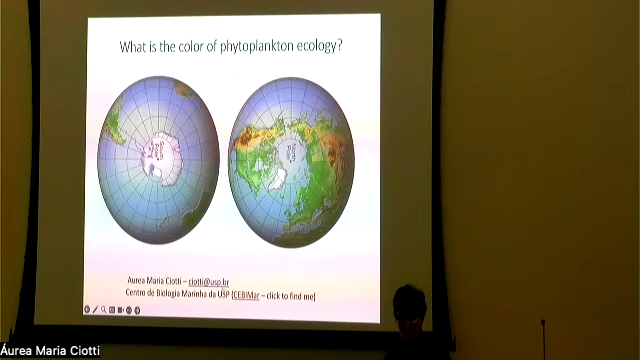 What is the color of phytoplankton ecology?
Aurea Maria Ciotti – ciotti@usp.br
Centro de Biologia Marinha da USP (CEBIMar – click to find me)
Áurea Maria Ciotti